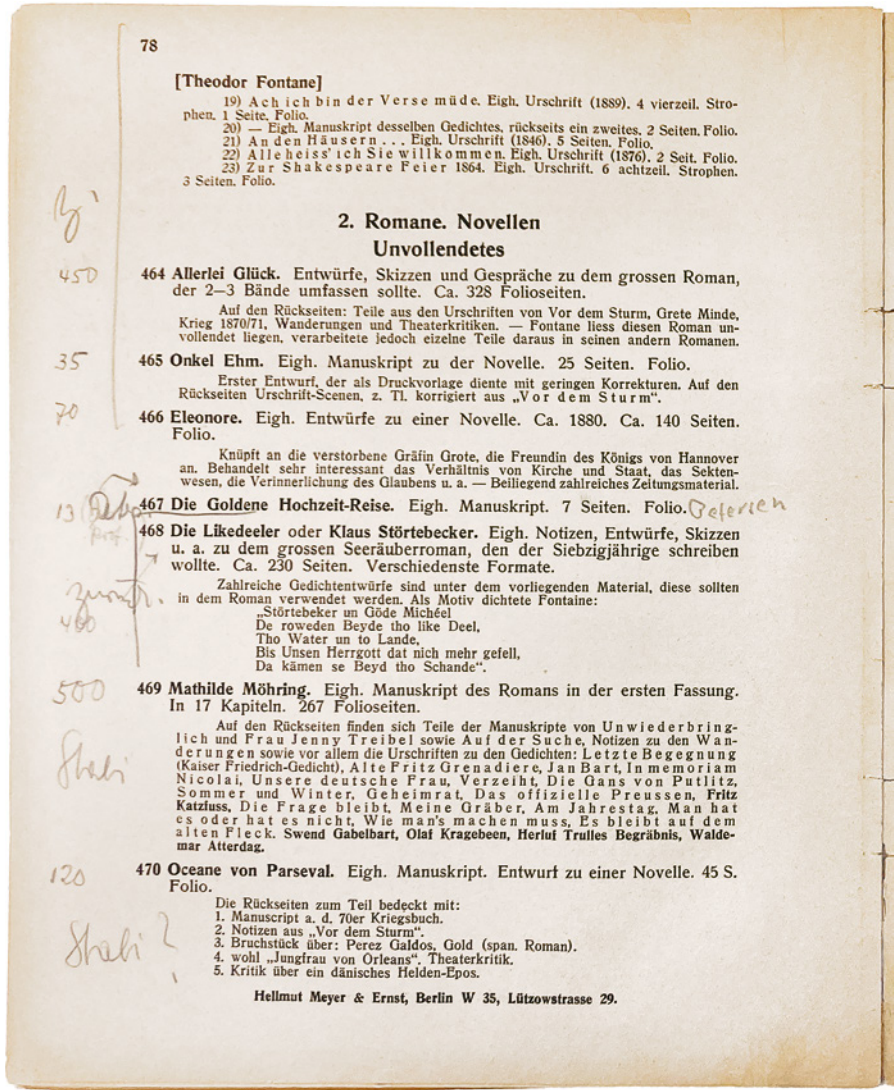 78
[Theodor Fontane]
19) Ach ich bin der Verse müde. Eigh. Urschrift (1889). 4 vierzeil. Stro-
phen. 1 Seite. Folio.
20) — Eigh. Manuskript desselben Gedichtes, rückseits ein zweites. 2 Seiten. Folio.
21) An den Häusern . . . Eigh. Urschrift (1846). 5 Seiten. Folio.
22) Alle heiss' ich Sie willkommen. Eigh. Urschrift (1876). 2 Seit. Folio.
23) Zur Shakespeare Feier 1864. Eigh. Urschrift. 6 achtzeil. Strophen.
3 Seiten. Folio.
2. Romane. Novellen
Unvollendetes
450
464 Allerlei Glück. Entwürfe, Skizzen und Gespräche zu dem grossen Roman,
der 2—3 Bände umfassen sollte. Ca. 328 Folioseiten.
Auf den Rückseiten: Teile aus den Urschriften von Vor dem Sturm, Grete Minde,
Krieg 1870/71, Wanderungen und Theaterkritiken. — Fontane liess diesen Roman un-
vollendet liegen, verarbeitete jedoch eizelne Teile daraus in seinen andern Romanen.
35
465 Onkel Ehm. Eigh. Manuskript zu der Novelle. 25 Seiten. Folio.
Erster Entwurf, der als Druckvorlage diente mit geringen Korrekturen. Auf den
Rückseiten Urschrift-Scenen, z. Tl. korrigiert aus „Vor dem Sturm“.
70
466 Eleonore. Eigh. Entwürfe zu einer Novelle. Ca. 1880. Ca. 140 Seiten.
Folio.
Knüpft an die verstorbene Gräfin Grote, die Freundin des Königs von Hannover
an. Behandelt sehr interessant das Verhältnis von Kirche und Staat, das Sekten-
wesen, die Verinnerlichung des Glaubens u. a. — Beiliegend zahlreiches Zeitungsmaterial.
13
467 Die Goldene Hochzeit-Reise. Eigh. Manuskript. 7 Seiten. Folio. Petersen
468 Die Likedeeler oder Klaus Störtebecker. Eigh. Notizen, Entwürfe, Skizzen
u. a. zu dem grossen Seeräuberroman, den der Siebzigjährige schreiben
wollte. Ca. 230 Seiten. Verschiedenste Formate.
zurück.
400
Zahlreiche Gedichtentwürfe sind unter dem vorliegenden Material, diese sollten
in dem Roman verwendet werden. Als Motiv dichtete Fontaine:
„Störtebeker un Göde Michéel
De roweden Beyde tho like Deel,
Tho Water un to Lande,
Bis Unsen Herrgott dat nich mehr gefell,
Da kämen se Beyd tho Schande“.
500
469 Mathilde Möhring. Eigh. Manuskript des Romans in der ersten Fassung.
In 17 Kapiteln. 267 Folioseiten.
Stabi
Auf den Rückseiten finden sich Teile der Manuskripte von Unwiederbring-
lich und Frau Jenny Treibel sowie Auf der Suche, Notizen zu den Wan-
derungen sowie vor allem die Urschriften zu den Gedichten: Letzte Begegnung
(Kaiser Friedrich-Gedicht), Alte Fritz Grenadiere, Jan Bart, In memoriam
Nicolai, Unsere deutsche Frau, Verzeiht, Die Gans von Putlitz,
Sommer und Winter, Geheimrat, Das offizielle Preussen, Fritz
Katzfuss, Die Frage bleibt, Meine Gräber, Am Jahrestag, Man hat
es oder hat es nicht, Wie man's machen muss, Es bleibt auf dem
alten Fleck. Swend Gabelbart, Olaf Kragebeen, Herluf Trulles Begräbnis, Walde-
mar Atterdag.
120
470 Oceane von Parseval. Eigh. Manuskript. Entwurf zu einer Novelle. 45 S.
Folio.
Stabi ?
Die Rückseiten zum Teil bedeckt mit:
1. Manuscript a. d. 70er Kriegsbuch.
2. Notizen aus „Vor dem Sturm“.
3. Bruchstück über: Perez Galdos, Gold (span. Roman).
4. wohl „Jungfrau von Orleans“. Theaterkritik.
5. Kritik über ein dänisches Helden-Epos.
Hellmut Meyer & Ernst, Berlin W 35, Lützowstrasse 29.